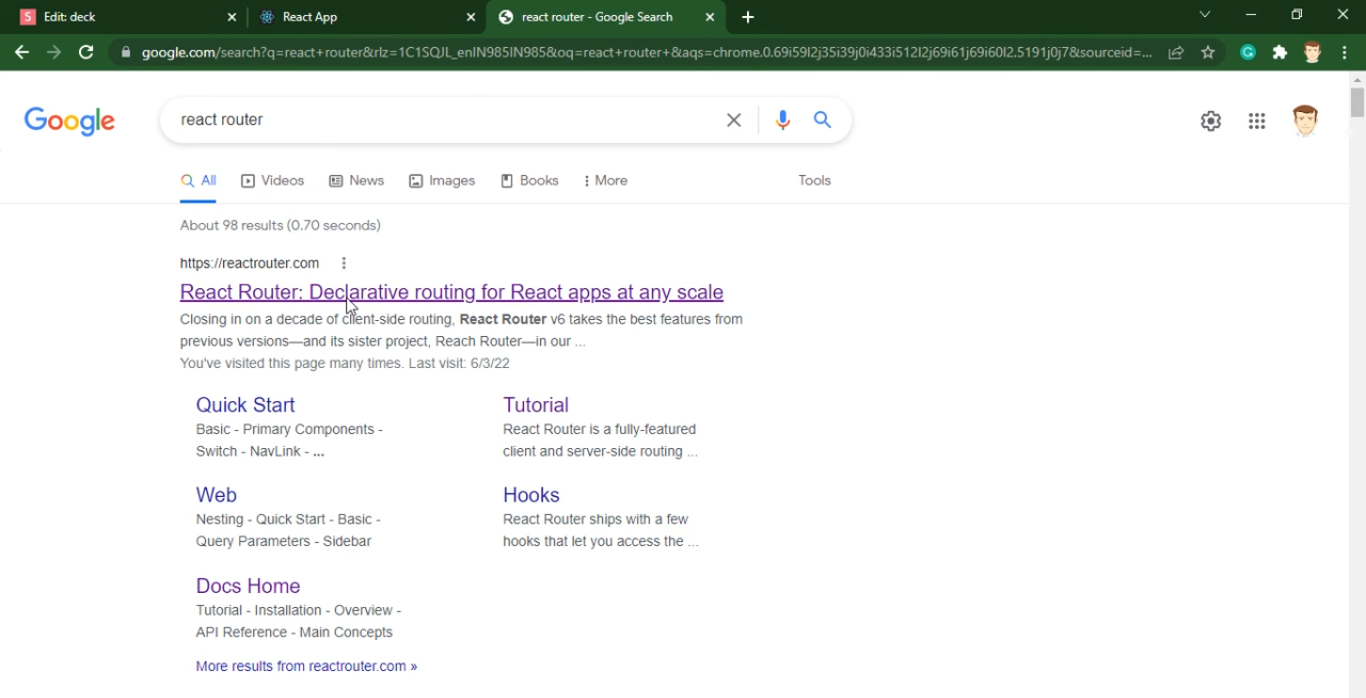 S Edit: deck
React App
react router - Google Search
google.com/search?q=react+router&rlz=1C1SQJL_enIN985IN985&oq=react+router+&aqs=chrome.0.69i59l2j35i39j0i433i512l2j69i61j69i60l2.5191j0j7&sourceid=...
Google
react router
All Videos News Images Books More Tools
About 98 results (0.70 seconds)
https://reactrouter.com
React Router: Declarative routing for React apps at any scale
Closing in on a decade of client-side routing, React Router v6 takes the best features from
previous versions—and its sister project, Reach Router—in our ...
You've visited this page many times. Last visit: 6/3/22
Quick Start
Basic - Primary Components -
Switch - NavLink - ...
Tutorial
React Router is a fully-featured
client and server-side routing ...
Web
Nesting - Quick Start - Basic -
Query Parameters - Sidebar
Hooks
React Router ships with a few
hooks that let you access the ...
Docs Home
Tutorial - Installation - Overview -
API Reference - Main Concepts
More results from reactrouter.com »